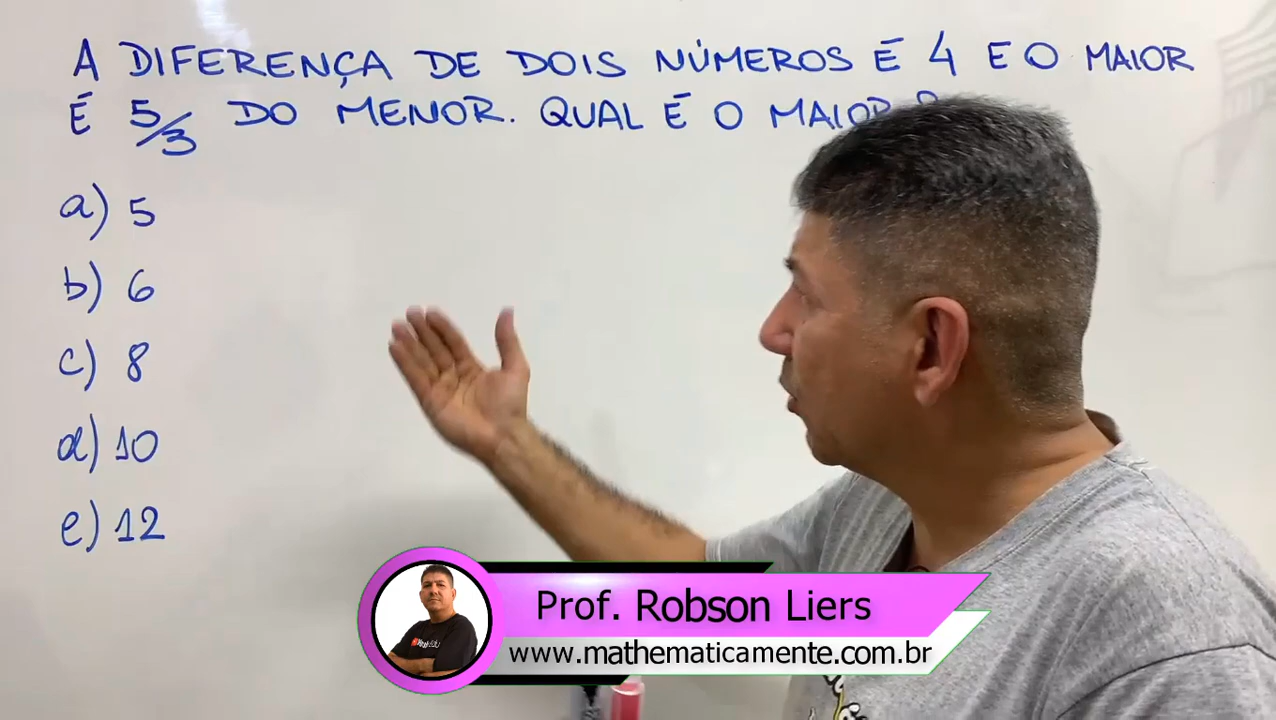 A DIFERENÇA DE DOIS NÚMEROS É 4 E O MAIOR
É 5/3 DO MENOR. QUAL É O MAIOR?
a) 5
b) 6
c) 8
d) 10
e) 12
Prof. Robson Liers
www.mathematicamente.com.br